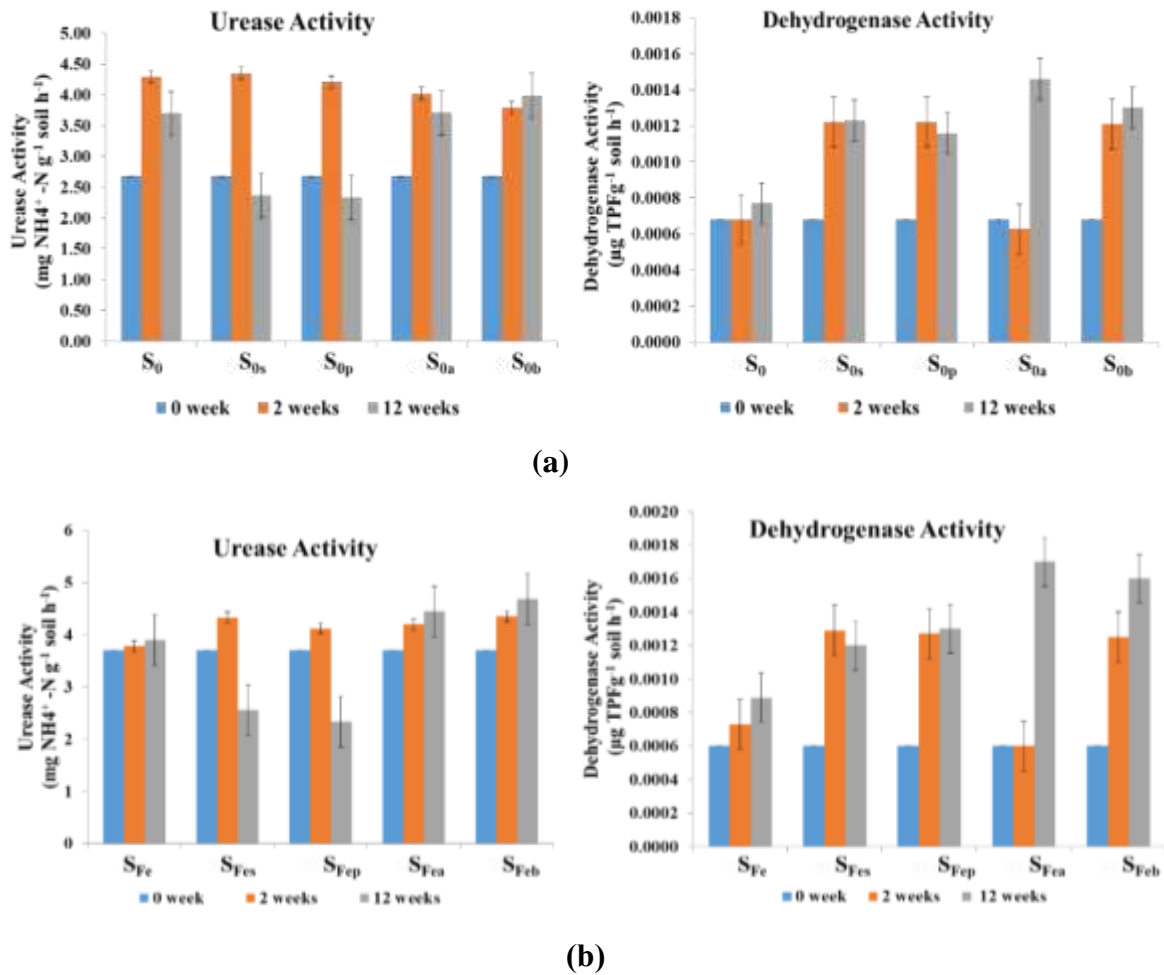 Urease Activity
Urease Activity
(mg NH4⁺ -N g⁻¹ soil h⁻¹)
5.00
4.50
4.00
3.50
3.00
2.50
2.00
1.50
1.00
0.50
0.00
S₀ S₀ₛ S₀ₚ S₀ₐ S₀b
0 week 2 weeks 12 weeks
Dehydrogenase Activity
Dehydrogenase Activity
(µg TPFg⁻¹ soil h⁻¹)
0.0018
0.0016
0.0014
0.0012
0.0010
0.0008
0.0006
0.0004
0.0002
0.0000
S₀ S₀ₛ S₀ₚ S₀ₐ S₀b
0 week 2 weeks 12 weeks
(a)
Urease Activity
Urease Activity
(mg NH4⁺ -N g⁻¹ soil h⁻¹)
6
5
4
3
2
1
0
SFe SFes SFep SFea SFeb
0 week 2 weeks 12 weeks
Dehydrogenase Activity
Dehydrogenase Activity
(µg TPFg⁻¹ soil h⁻¹)
0.0020
0.0018
0.0016
0.0014
0.0012
0.0010
0.0008
0.0006
0.0004
0.0002
0.0000
SFe SFes SFep SFea SFeb
0 week 2 weeks 12 weeks
(b)